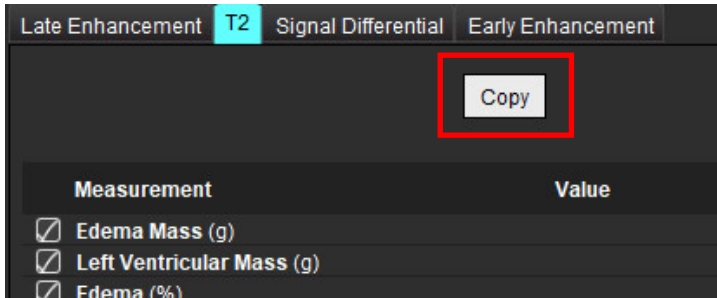 Late Enhancement T2 Signal Differential Early Enhancement
Copy
Measurement Value
Edema Mass (g)
Left Ventricular Mass (g)
Edema (%)